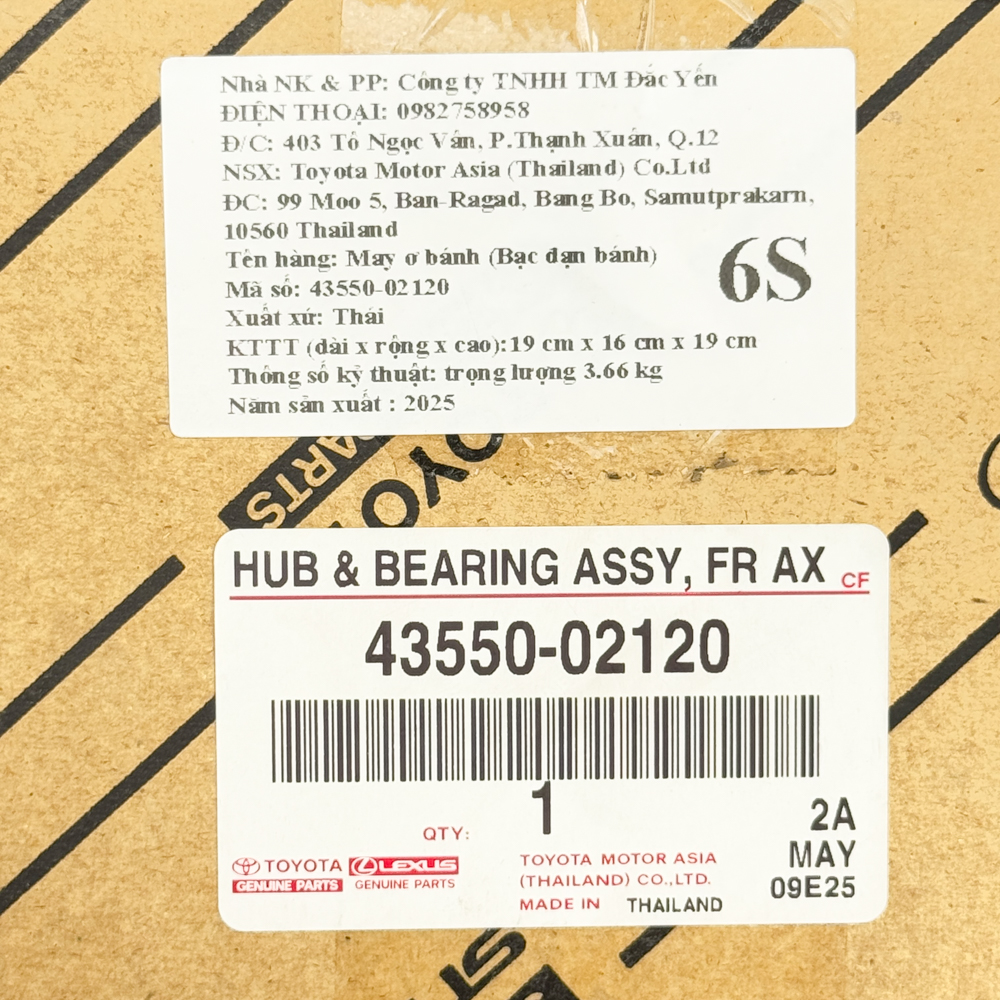 Nhà NK & PP: Công ty TNHH TM Đắc Yến
ĐIỆN THOẠI: 0982758958
Đ/C: 403 Tô Ngọc Vân, P.Thạnh Xuân, Q.12
NSX: Toyota Motor Asia (Thailand) Co.Ltd
ĐC: 99 Moo 5, Ban-Ragad, Bang Bo, Samutprakarn,
10560 Thailand
Tên hàng: May ơ bánh (Bạc đạn bánh)
6S
Mã số: 43550-02120
Xuất xứ: Thái
KTTT (dài x rộng x cao):19 cm x 16 cm x 19 cm
Thông số kỹ thuật: trọng lượng 3.66 kg
Năm sản xuất : 2025
PARTS
TOYO
HUB & BEARING ASSY, FR AX CF
43550-02120
QTY: 1
2A
MAY
09E25
TOYOTA
GENUINE PARTS
LEXUS
GENUINE PARTS
TOYOTA MOTOR ASIA
(THAILAND) CO.,LTD.
MADE IN THAILAND